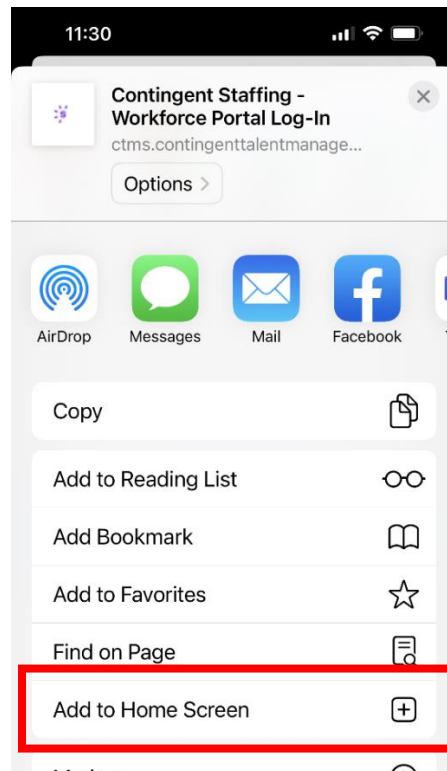 11:30
Contingent Staffing -
Workforce Portal Log-In
ctms.contingenttalentmanage...
Options
AirDrop Messages Mail Facebook
Copy
Add to Reading List
Add Bookmark
Add to Favorites
Find on Page
Add to Home Screen